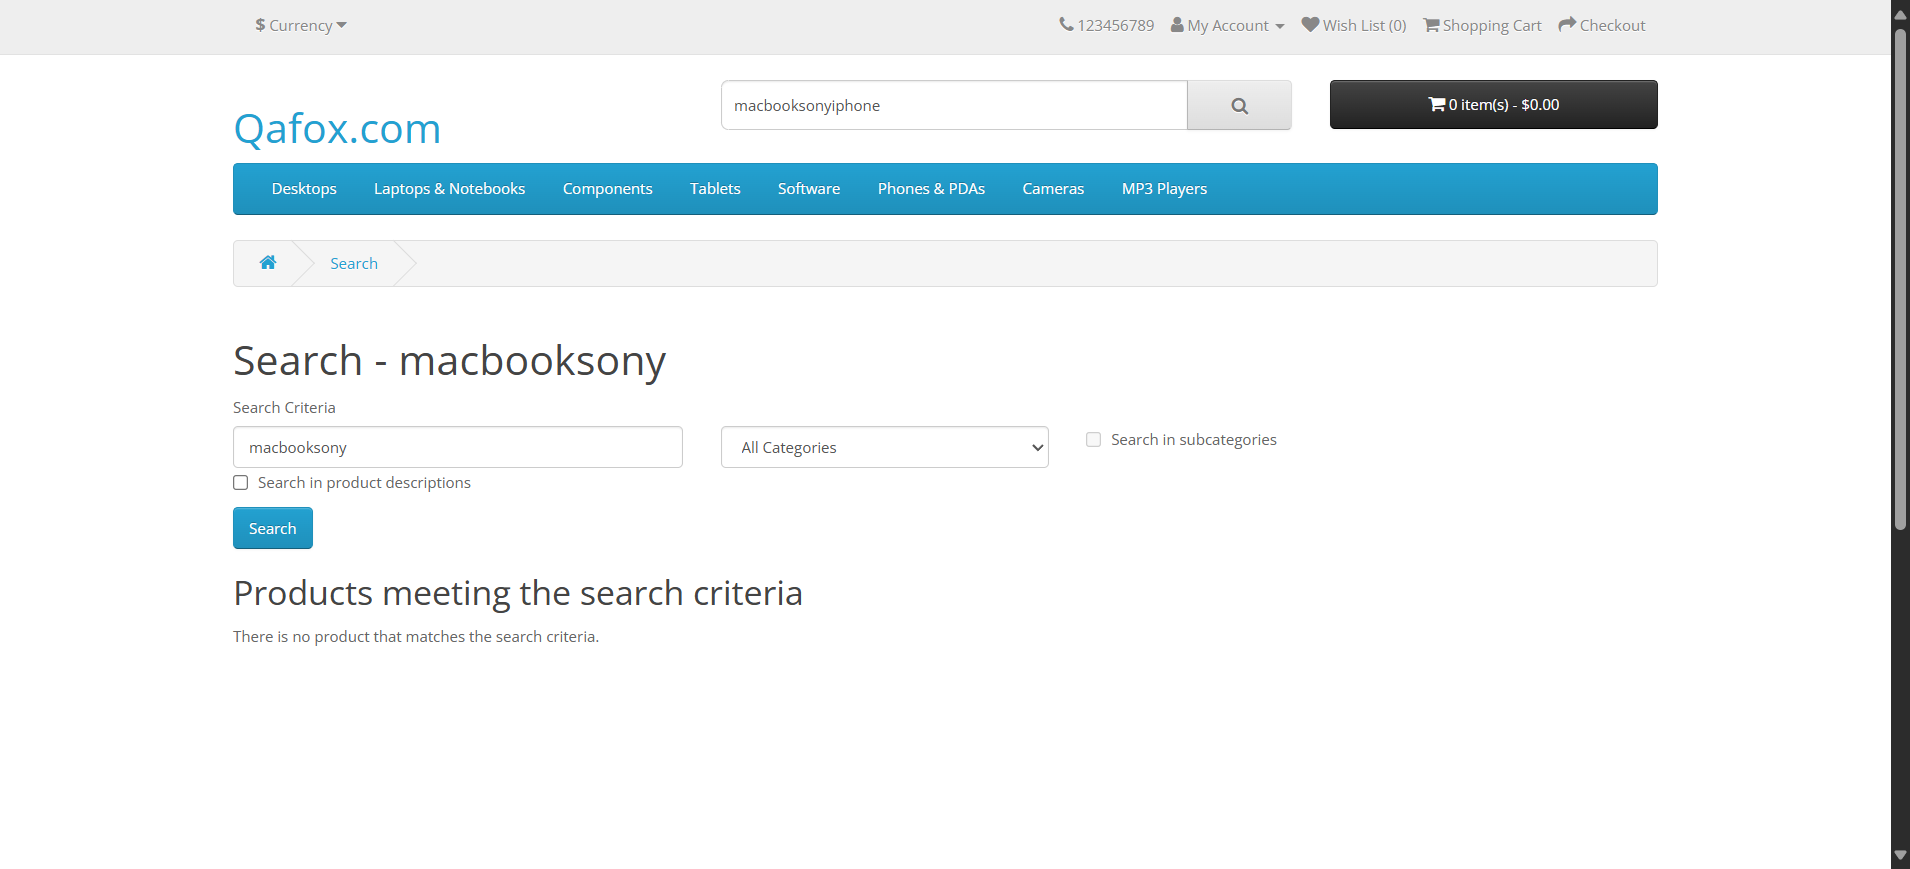 $ Currency
123456789 My Account Wish List (0) Shopping Cart Checkout
Qafox.com
macbooksonyiphone
0 item(s) - $0.00
Desktops Laptops & Notebooks Components Tablets Software Phones & PDAs Cameras MP3 Players
Search
Search - macbooksony
Search Criteria
macbooksony
All Categories
Search in subcategories
Search in product descriptions
Search
Products meeting the search criteria
There is no product that matches the search criteria.